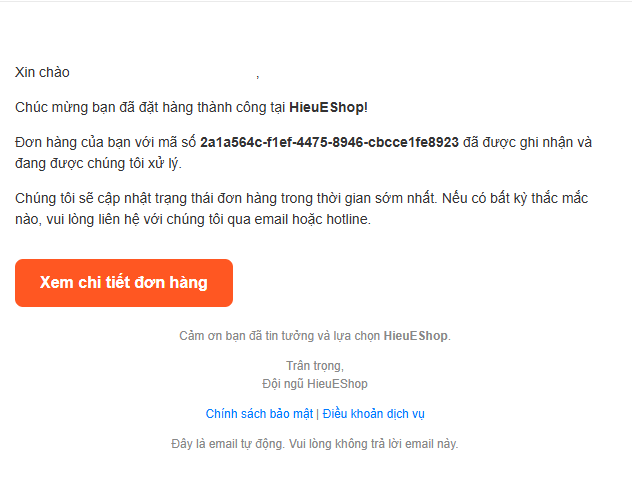 Xin chào ,
Chúc mừng bạn đã đặt hàng thành công tại HieuEShop!
Đơn hàng của bạn với mã số 2a1a564c-f1ef-4475-8946-cbcce1fe8923 đã được ghi nhận và
đang được chúng tôi xử lý.
Chúng tôi sẽ cập nhật trạng thái đơn hàng trong thời gian sớm nhất. Nếu có bất kỳ thắc mắc
nào, vui lòng liên hệ với chúng tôi qua email hoặc hotline.
Xem chi tiết đơn hàng
Cảm ơn bạn đã tin tưởng và lựa chọn HieuEShop.
Trân trọng,
Đội ngũ HieuEShop
Chính sách bảo mật | Điều khoản dịch vụ
Đây là email tự động. Vui lòng không trả lời email này.